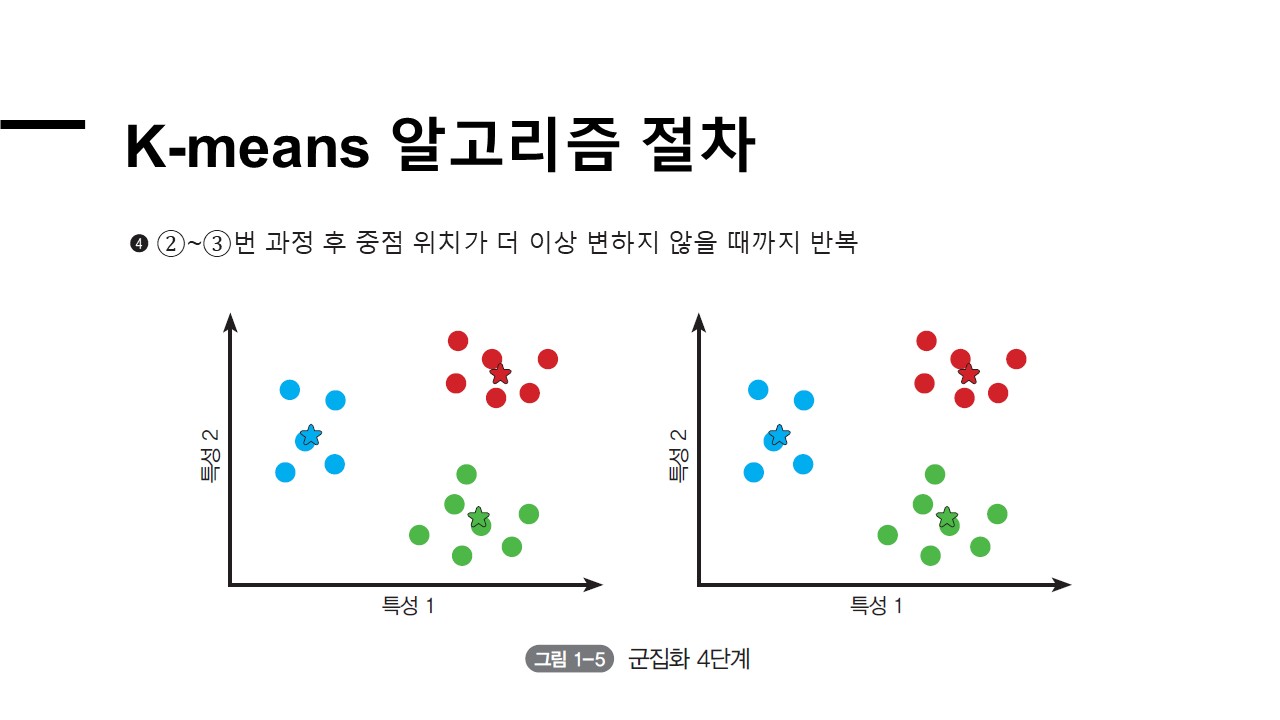 K-means 알고리즘 절차
❹ ②~③번 과정 후 중점 위치가 더 이상 변하지 않을 때까지 반복
특성 2
특성 1
특성 2
특성 1
그림 1-5 군집화 4단계